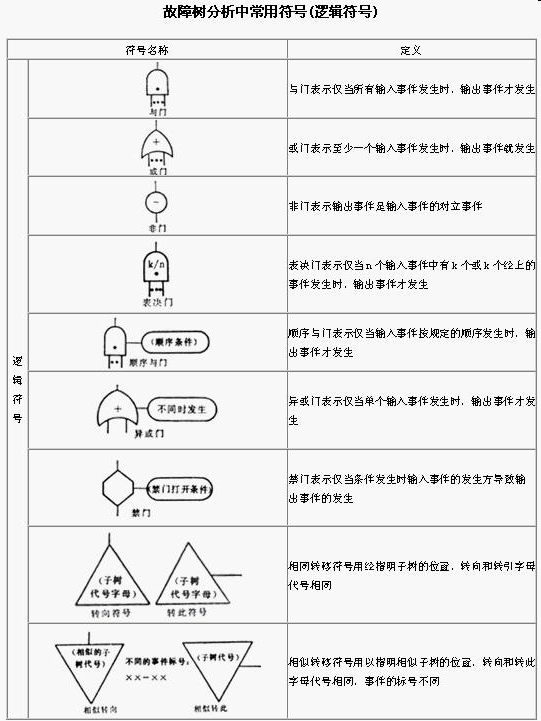 故障树分析中常用符号(逻辑符号)
符号名称
定义
逻辑符号
与门
与门表示仅当所有输入事件发生时，输出事件才发生
+
或门
或门表示至少一个输入事件发生时，输出事件就发生
-
非门
非门表示输出事件是输入事件的对立事件
k/n
表决门
表决门表示仅当n个输入事件中有k个或k个经上的
事件发生时，输出事件才发生
(顺序条件)
顺序与门
顺序与门表示仅当输入事件按规定的顺序发生时，输
出事件才发生
+
不同时发生
异或门
异或门表示仅当单个输入事件发生时，输出事件才发
生
(禁门打开条件)
禁门
禁门表示仅当条件发生时输入事件的发生方导致输
出事件的发生
(子树
代号字母)
转向符号
(子树
代号字母)
转此符号
相同转移符号用经指明子树的位置，转向和转引字母
代号相同
(相似的子
树代号)
不同的事件标号：
××-××
(子树代号)
相似转向
相似转此
相似转移符号用以指明相似子树的位置，转向和转此
字母代号相同，事件的标号不同